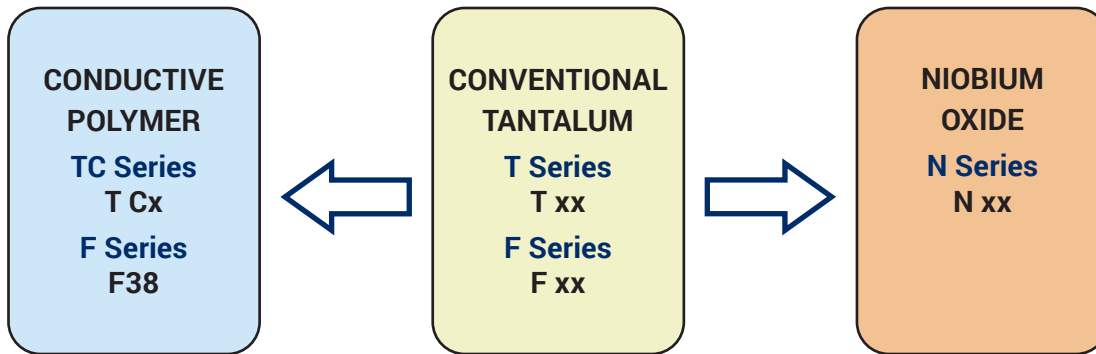 CONDUCTIVE
POLYMER
TC Series
T Cx
F Series
F38
CONVENTIONAL
TANTALUM
T Series
T xx
F Series
F xx
NIOBIUM
OXIDE
N Series
N xx